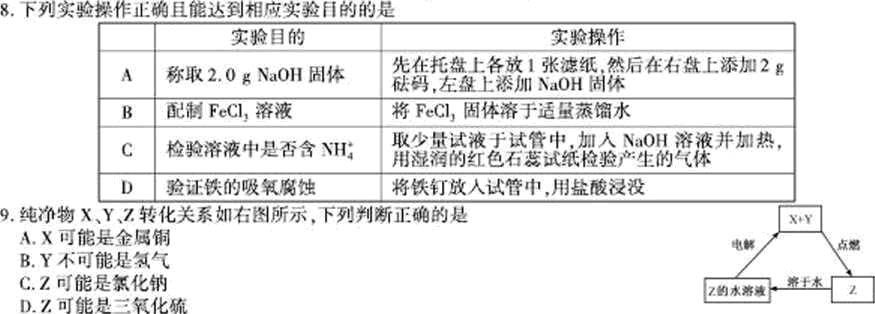 8. 下列实验操作正确且能达到相应实验目的的是
实验目的 实验操作
A 称取 2.0 g NaOH 固体 先在托盘上各放 1 张滤纸,然后在右盘上添加 2 g
砝码,左盘上添加 NaOH 固体
B 配制 FeCl₃ 溶液 将 FeCl₃ 固体溶于适量蒸馏水
C 检验溶液中是否含 NH₄⁺ 取少量试液于试管中,加入 NaOH 溶液并加热,
用湿润的红色石蕊试纸检验产生的气体
D 验证铁的吸氧腐蚀 将铁钉放入试管中,用盐酸浸没
9. 纯净物 X、Y、Z 转化关系如右图所示,下列判断正确的是
A. X 可能是金属铜
B. Y 不可能是氢气
C. Z 可能是氯化钠
D. Z 可能是三氧化硫
X+Y
电解 点燃
Z的水溶液 溶于水 Z